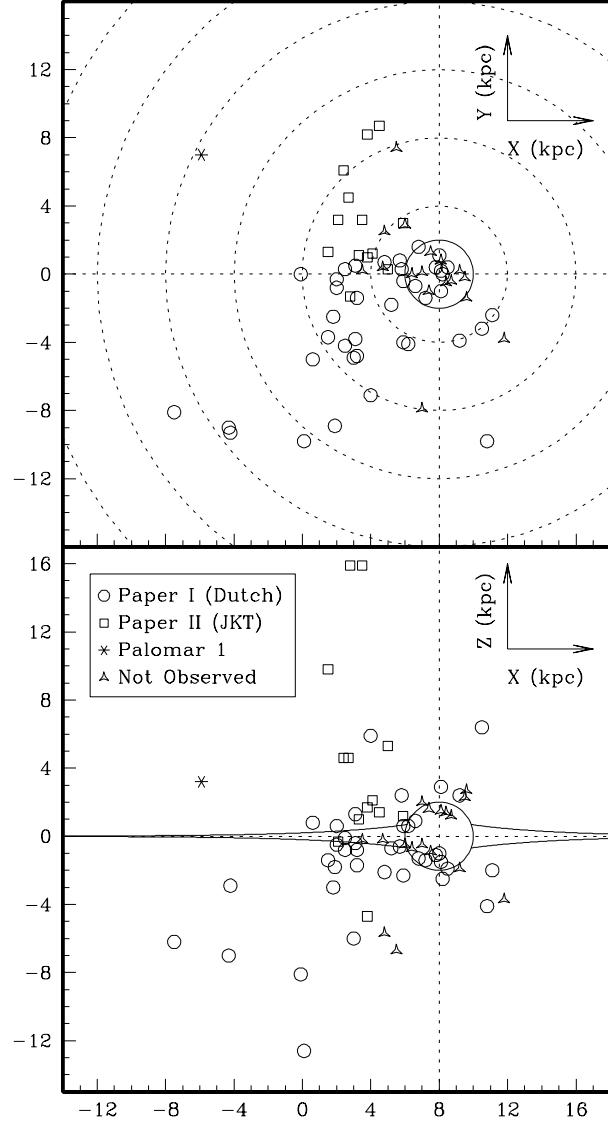 12
8
4
0
−4
−8
−12
Y (kpc)
X (kpc)
16
12
8
4
0
−4
−8
−12
Paper I (Dutch)
Paper II (JKT)
Palomar 1
Not Observed
Z (kpc)
X (kpc)
−12 −8 −4 0 4 8 12 16